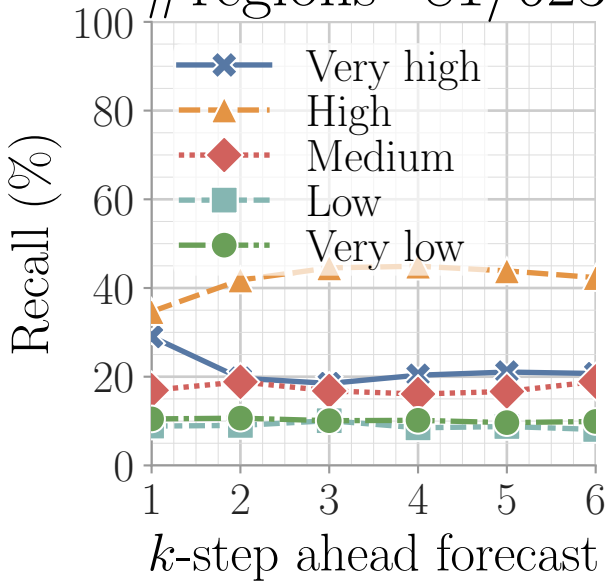 # regions
100
80
60
40
20
0
Recall (%)
Very high
High
Medium
Low
Very low
1 2 3 4 5 6
k-step ahead forecast